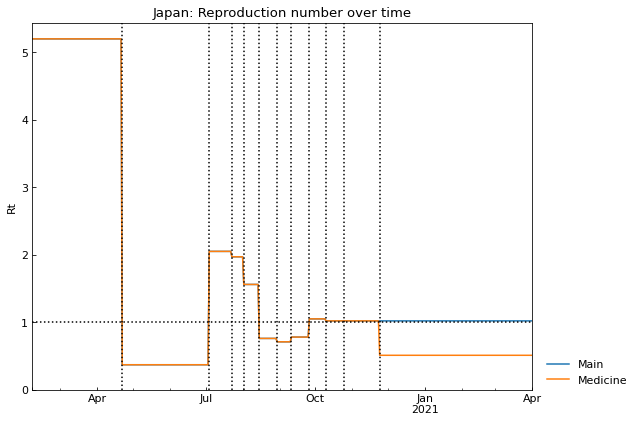 Japan: Reproduction number over time
Rt
5
4
3
2
1
0
Apr
Jul
Oct
Jan
2021
Apr
Main
Medicine